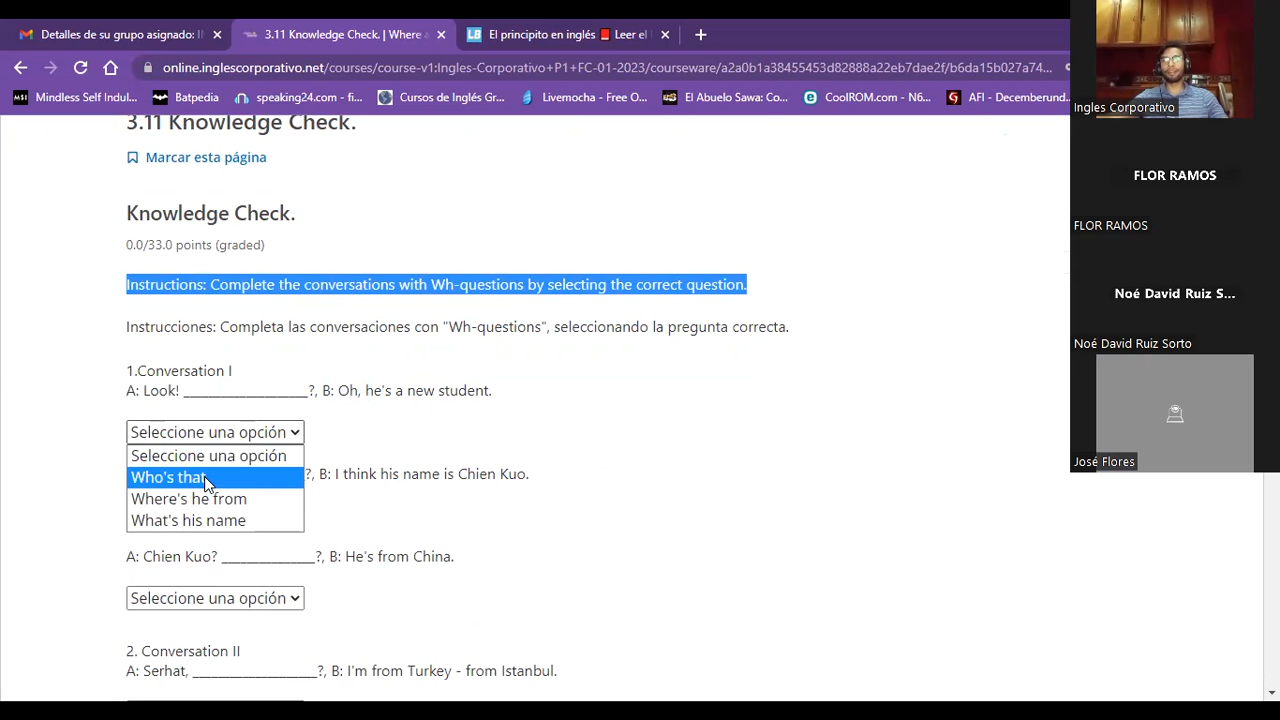 Detalles de su grupo asignado: I
3.11 Knowledge Check. | Where a
El principito en inglés 📕 Leer el l
online.inglescorporativo.net/courses/course-v1:Ingles-Corporativo+P1+FC-01-2023/courseware/a2a0b1a38455453d82888a22eb7dae2f/b6da15b027a74...
Mindless Self Indul...
Batpedia
speaking24.com - fi...
Cursos de Inglés Gr...
Livemocha - Free O...
El Abuelo Sawa: Co...
CoolROM.com - N6...
AFI - Decemberund...
3.11 Knowledge Check.
Marcar esta página
Knowledge Check.
0.0/33.0 points (graded)
Instructions: Complete the conversations with Wh-questions by selecting the correct question.
Instrucciones: Completa las conversaciones con "Wh-questions", seleccionando la pregunta correcta.
1.Conversation I
A: Look! ____________________?, B: Oh, he's a new student.
Seleccione una opción
Seleccione una opción
Who's that
?, B: I think his name is Chien Kuo.
Where's he from
What's his name
A: Chien Kuo? _______________?, B: He's from China.
Seleccione una opción
2. Conversation II
A: Serhat, ____________________?, B: I'm from Turkey - from Istanbul.
Ingles Corporativo
FLOR RAMOS
FLOR RAMOS
Noé David Ruiz S...
Noé David Ruiz Sorto
José Flores